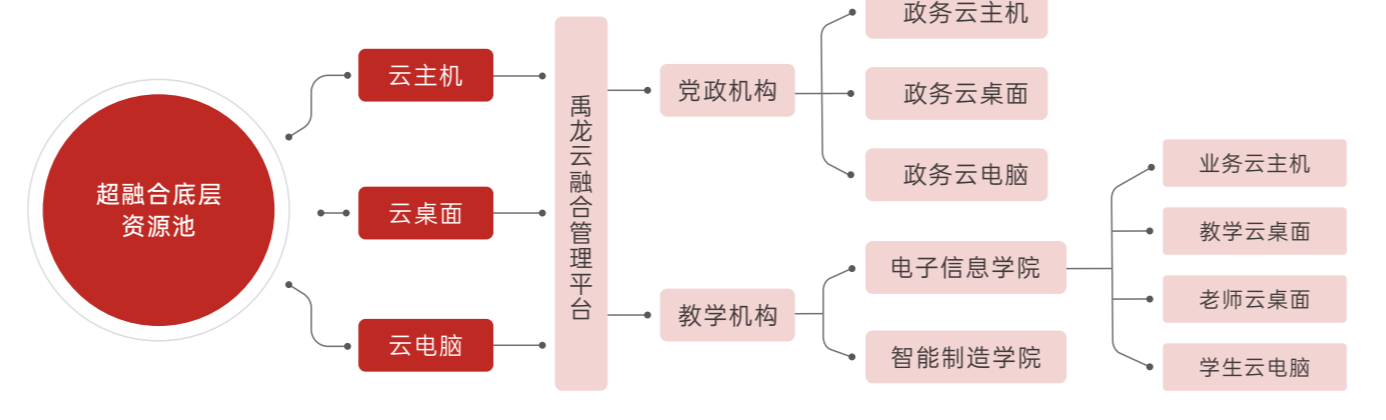 超融合底层
资源池
云主机
云桌面
云电脑
禹龙云融合管理平台
党政机构
政务云主机
政务云桌面
政务云电脑
教学机构
电子信息学院
智能制造学院
业务云主机
教学云桌面
老师云桌面
学生云电脑